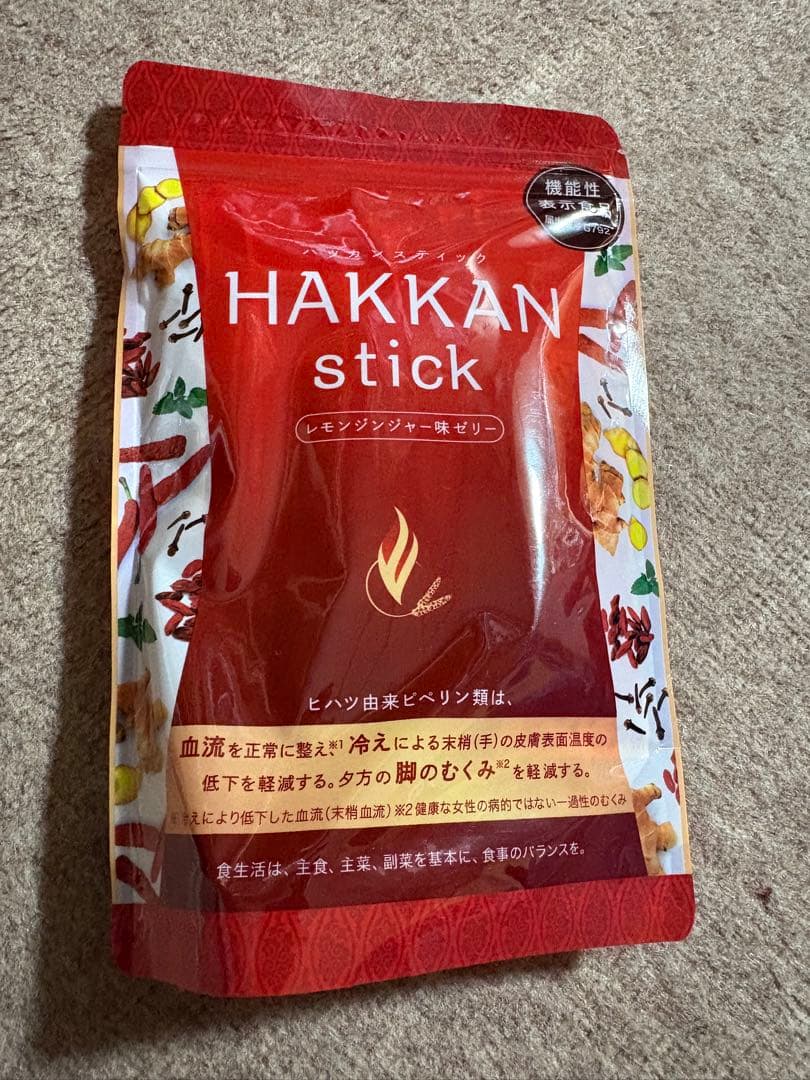 機能性
表示食品
ハッカンスティック
HAKKAN
stick
レモンジンジャー味ゼリー
ヒハツ由来ピペリン類は、
血流を正常に整え、※1 冷えによる末梢(手)の皮膚表面温度の
低下を軽減する。夕方の脚のむくみ※2を軽減する。
冷えにより低下した血流(末梢血流) ※2 健康な女性の病的ではない一過性のむくみ
食生活は、主食、主菜、副菜を基本に、食事のバランスを。